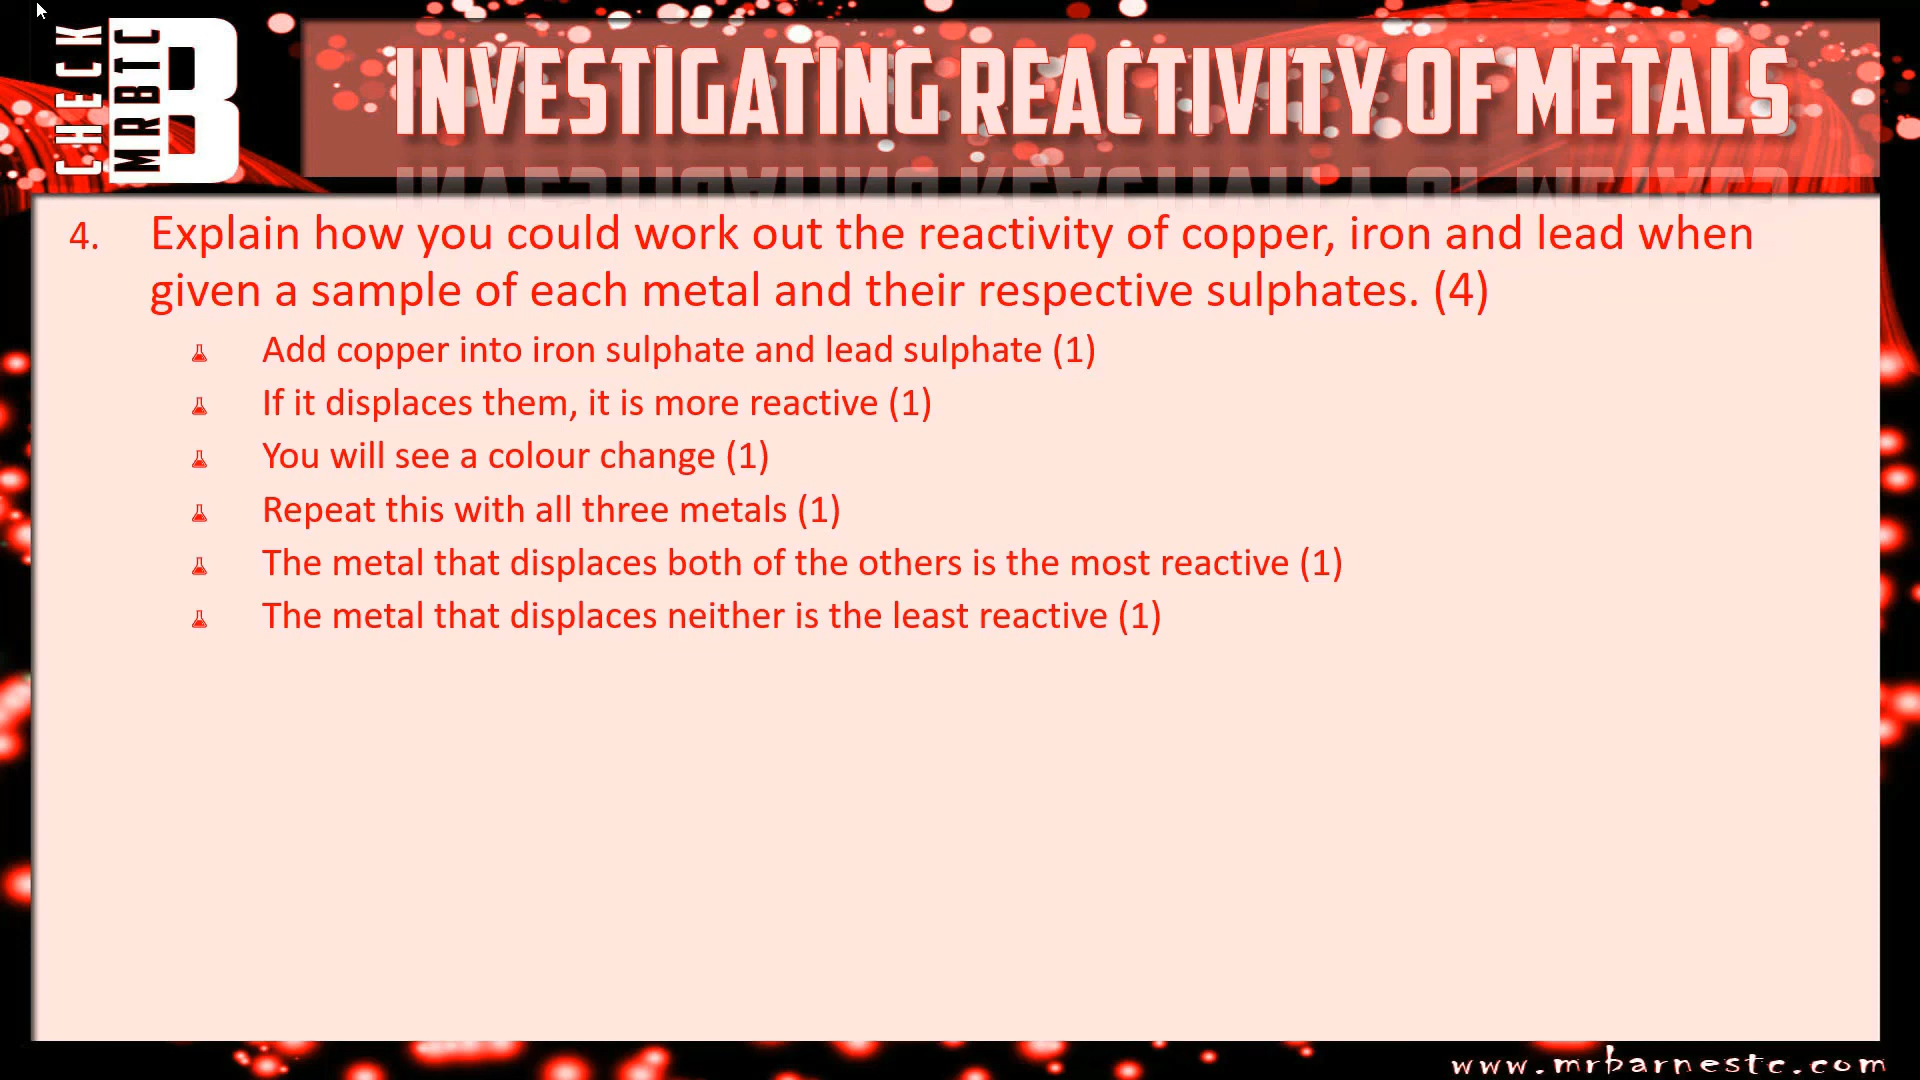 CHECK
MRBTC
B
INVESTIGATING REACTIVITY OF METALS
4. Explain how you could work out the reactivity of copper, iron and lead when
given a sample of each metal and their respective sulphates. (4)
Add copper into iron sulphate and lead sulphate (1)
If it displaces them, it is more reactive (1)
You will see a colour change (1)
Repeat this with all three metals (1)
The metal that displaces both of the others is the most reactive (1)
The metal that displaces neither is the least reactive (1)
www.mrbarnestc.com